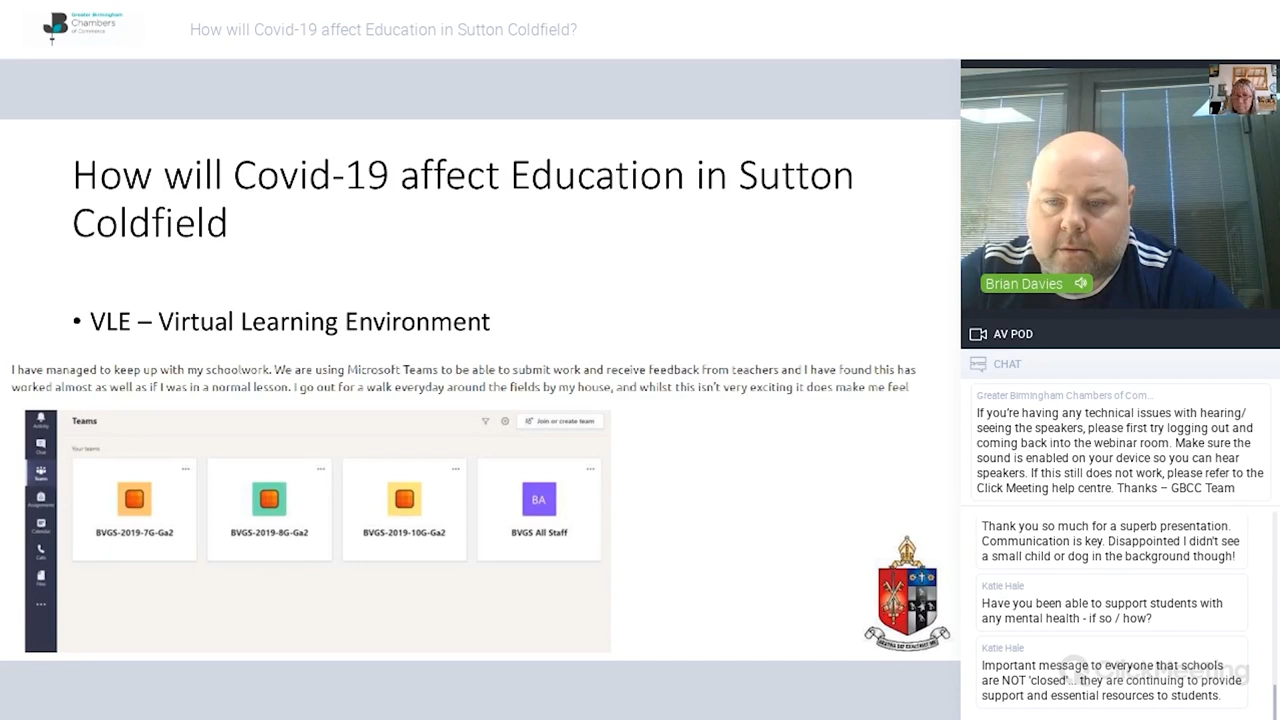 Greater Birmingham
Chambers
of Commerce
How will Covid-19 affect Education in Sutton Coldfield?
How will Covid-19 affect Education in Sutton
Coldfield
• VLE – Virtual Learning Environment
I have managed to keep up with my schoolwork. We are using Microsoft Teams to be able to submit work and receive feedback from teachers and I have found this has
worked almost as well as if I was in a normal lesson. I go out for a walk everyday around the fields by my house, and whilst this isn't very exciting it does make me feel
Activity
Chat
Teams
Assignments
Calendar
Calls
Files
Teams
Join or create team
Your teams
BVGS-2019-7G-Ga2
BVGS-2019-8G-Ga2
BVGS-2019-10G-Ga2
BA
BVGS All Staff
Brian Davies
AV POD
CHAT
Greater Birmingham Chambers of Com...
If you're having any technical issues with hearing/
seeing the speakers, please first try logging out and
coming back into the webinar room. Make sure the
sound is enabled on your device so you can hear
speakers. If this still does not work, please refer to the
Click Meeting help centre. Thanks – GBCC Team
Thank you so much for a superb presentation.
Communication is key. Disappointed I didn't see
a small child or dog in the background though!
Katie Hale
Have you been able to support students with
any mental health - if so / how?
Katie Hale
Important message to everyone that schools
are NOT 'closed'... they are continuing to provide
support and essential resources to students.
ClickMeeting